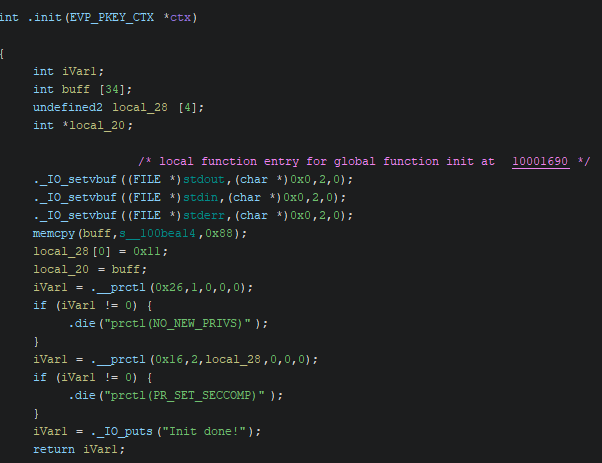 int .init(EVP_PKEY_CTX *ctx)
{
int iVar1;
int buff [34];
undefined2 local_28 [4];
int *local_20;
/* local function entry for global function init at 10001690 */
._IO_setvbuf((FILE *)stdout,(char *)0x0,2,0);
._IO_setvbuf((FILE *)stdin,(char *)0x0,2,0);
._IO_setvbuf((FILE *)stderr,(char *)0x0,2,0);
memcpy(buff,s__100bea14,0x88);
local_28[0] = 0x11;
local_20 = buff;
iVar1 = .__prctl(0x26,1,0,0,0);
if (iVar1 != 0) {
.die("prctl(NO_NEW_PRIVS)");
}
iVar1 = .__prctl(0x16,2,local_28,0,0,0);
if (iVar1 != 0) {
.die("prctl(PR_SET_SECCOMP)");
}
iVar1 = ._IO_puts("Init done!");
return iVar1;